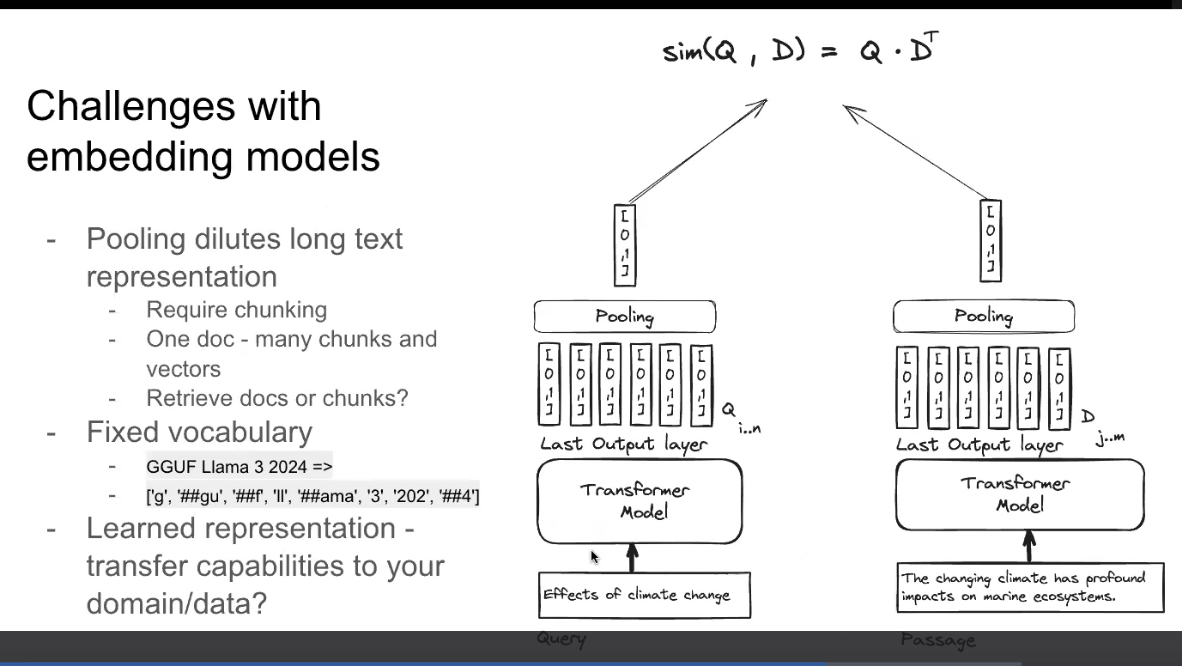 Challenges with
embedding models
- Pooling dilutes long text
representation
- Require chunking
- One doc - many chunks and
vectors
- Retrieve docs or chunks?
- Fixed vocabulary
- GGUF Llama 3 2024 =>
- ['g', '##gu', '##f', 'll', '##ama', '3', '202', '##4']
- Learned representation -
transfer capabilities to your
domain/data?
sim(Q , D) = Q · Dᵀ
[ 0 ,1 ]
[ 0 ,1 ]
Pooling
Pooling
[ 0 ,1 ] [ 0 ,1 ] [ 0 ,1 ] [ 0 ,1 ] [ 0 ,1 ] [ 0 ,1 ]
Q i..n
[ 0 ,1 ] [ 0 ,1 ] [ 0 ,1 ] [ 0 ,1 ] [ 0 ,1 ] [ 0 ,1 ]
D j..m
Last Output layer
Last Output layer
Transformer
Model
Transformer
Model
Effects of climate change
The changing climate has profound
impacts on marine ecosystems.
Query
Passage